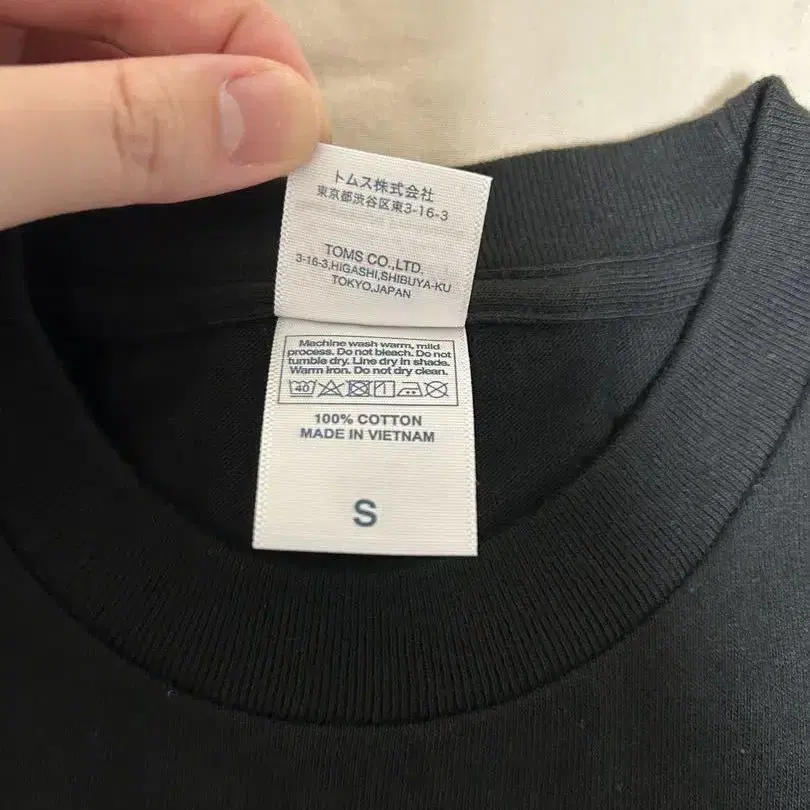 トムス株式会社
東京都渋谷区東3-16-3
TOMS CO.,LTD.
3-16-3,HIGASHI,SHIBUYA-KU
TOKYO,JAPAN
Machine wash warm, mild
process. Do not bleach. Do not
tumble dry. Line dry in shade.
Warm iron. Do not dry clean.
40
100% COTTON
MADE IN VIETNAM
S